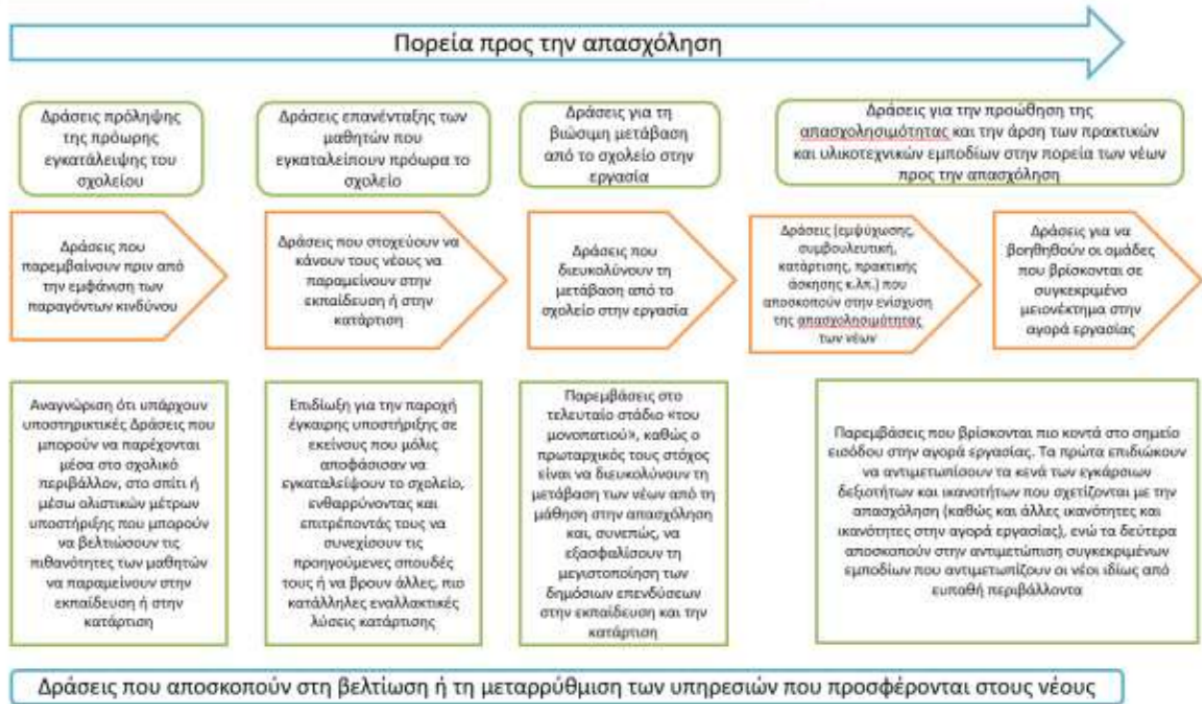 Πορεία προς την απασχόληση
Δράσεις πρόληψης
της πρόωρης
εγκατάλειψης του
σχολείου
Δράσεις επανένταξης των
μαθητών που
εγκαταλείπουν πρόωρα το
σχολείο
Δράσεις για τη
βιώσιμη μετάβαση
από το σχολείο στην
εργασία
Δράσεις για την προώθηση της
απασχολησιμότητας και την άρση των πρακτικών
και υλικοτεχνικών εμποδίων στην πορεία των νέων
προς την απασχόληση
Δράσεις που
παρεμβαίνουν πριν από
την εμφάνιση των
παραγόντων κινδύνου
Δράσεις που στοχεύουν να
κάνουν τους νέους να
παραμείνουν στην
εκπαίδευση ή στην
κατάρτιση
Δράσεις που
διευκολύνουν τη
μετάβαση από το
σχολείο στην εργασία
Δράσεις (εμψύχωσης,
συμβουλευτική,
κατάρτισης, πρακτικής
άσκησης κ.λπ.) που
αποσκοπούν στην ενίσχυση
της απασχολησιμότητας
των νέων
Δράσεις για να
βοηθηθούν οι ομάδες
που βρίσκονται σε
συγκεκριμένο
μειονέκτημα στην
αγορά εργασίας
Αναγνώριση ότι υπάρχουν
υποστηρικτικές Δράσεις που
μπορούν να παρέχονται
μέσα στο σχολικό
περιβάλλον, στο σπίτι ή
μέσω ολιστικών μέτρων
υποστήριξης που μπορούν
να βελτιώσουν τις
πιθανότητες των μαθητών
να παραμείνουν στην
εκπαίδευση ή στην
κατάρτιση
Επιδίωξη για την παροχή
έγκαιρης υποστήριξης σε
εκείνους που μόλις
αποφάσισαν να
εγκαταλείψουν το σχολείο,
ενθαρρύνοντας και
επιτρέποντάς τους να
συνεχίσουν τις
προηγούμενες σπουδές
τους ή να βρουν άλλες, πιο
κατάλληλες εναλλακτικές
λύσεις κατάρτισης
Παρεμβάσεις στο
τελευταίο στάδιο «του
μονοπατιού», καθώς ο
πρωταρχικός τους στόχος
είναι να διευκολύνουν τη
μετάβαση των νέων από τη
μάθηση στην απασχόληση
και, συνεπώς, να
εξασφαλίσουν τη
μεγιστοποίηση των
δημόσιων επενδύσεων
στην εκπαίδευση και την
κατάρτιση
Παρεμβάσεις που βρίσκονται πιο κοντά στο σημείο
εισόδου στην αγορά εργασίας. Τα πρώτα επιδιώκουν
να αντιμετωπίσουν τα κενά των εγκάρσιων
δεξιοτήτων και ικανοτήτων που σχετίζονται με την
απασχόληση (καθώς και άλλες ικανότητες και
ικανότητες στην αγορά εργασίας), ενώ τα δεύτερα
αποσκοπούν στην αντιμετώπιση συγκεκριμένων
εμποδίων που αντιμετωπίζουν οι νέοι ιδίως από
ευπαθή περιβάλλοντα
Δράσεις που αποσκοπούν στη βελτίωση ή τη μεταρρύθμιση των υπηρεσιών που προσφέρονται στους νέους